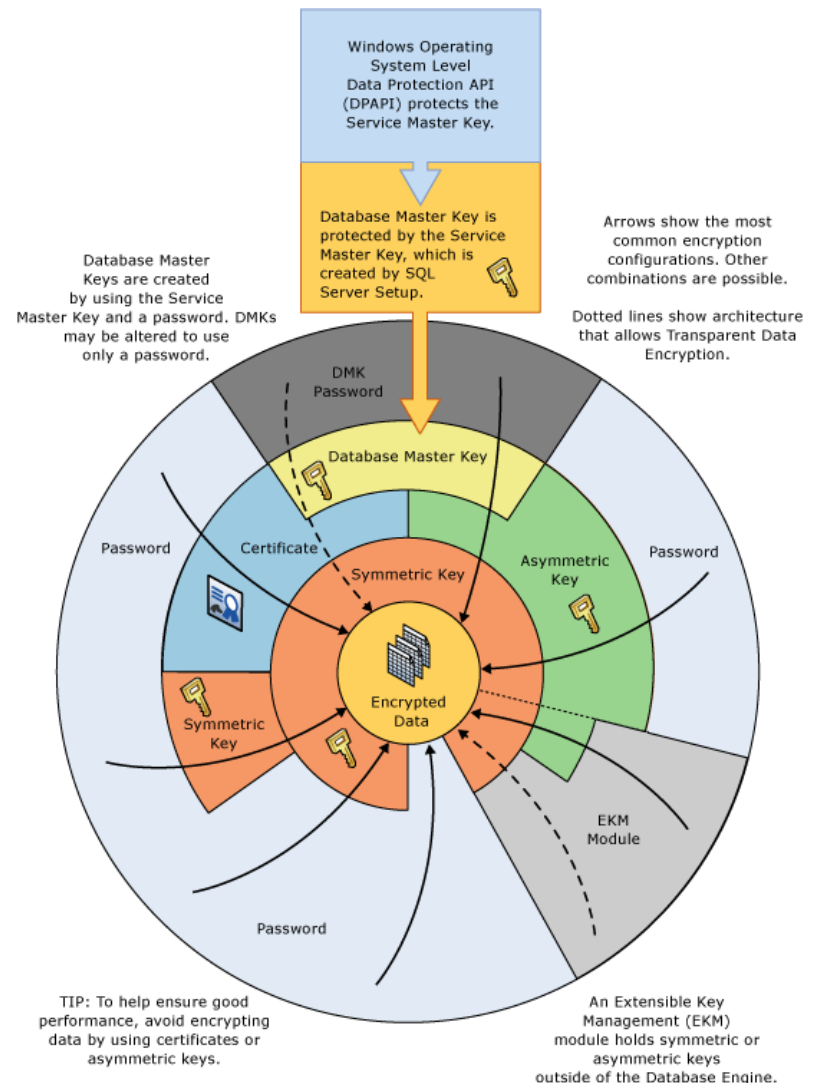 Windows Operating
System Level
Data Protection API
(DPAPI) protects the
Service Master Key.
Database Master Key is
protected by the Service
Master Key, which is
created by SQL
Server Setup.
Database Master
Keys are created
by using the Service
Master Key and a password. DMKs
may be altered to use
only a password.
Arrows show the most
common encryption
configurations. Other
combinations are possible.
Dotted lines show architecture
that allows Transparent Data
Encryption.
DMK
Password
Database Master Key
Password
Certificate
Symmetric Key
Asymmetric
Key
Password
Encrypted
Data
Symmetric
Key
EKM
Module
Password
TIP: To help ensure good
performance, avoid encrypting
data by using certificates or
asymmetric keys.
An Extensible Key
Management (EKM)
module holds symmetric or
asymmetric keys
outside of the Database Engine.